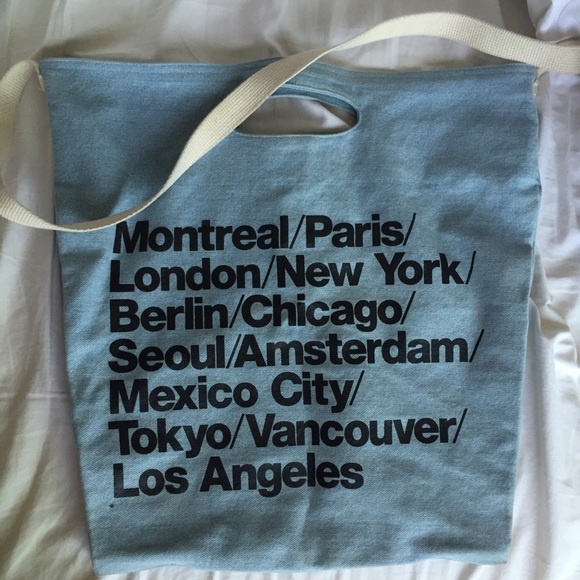 Montreal/Paris/
London/New York/
Berlin/Chicago/
Seoul/Amsterdam/
Mexico City/
Tokyo/Vancouver/
Los Angeles